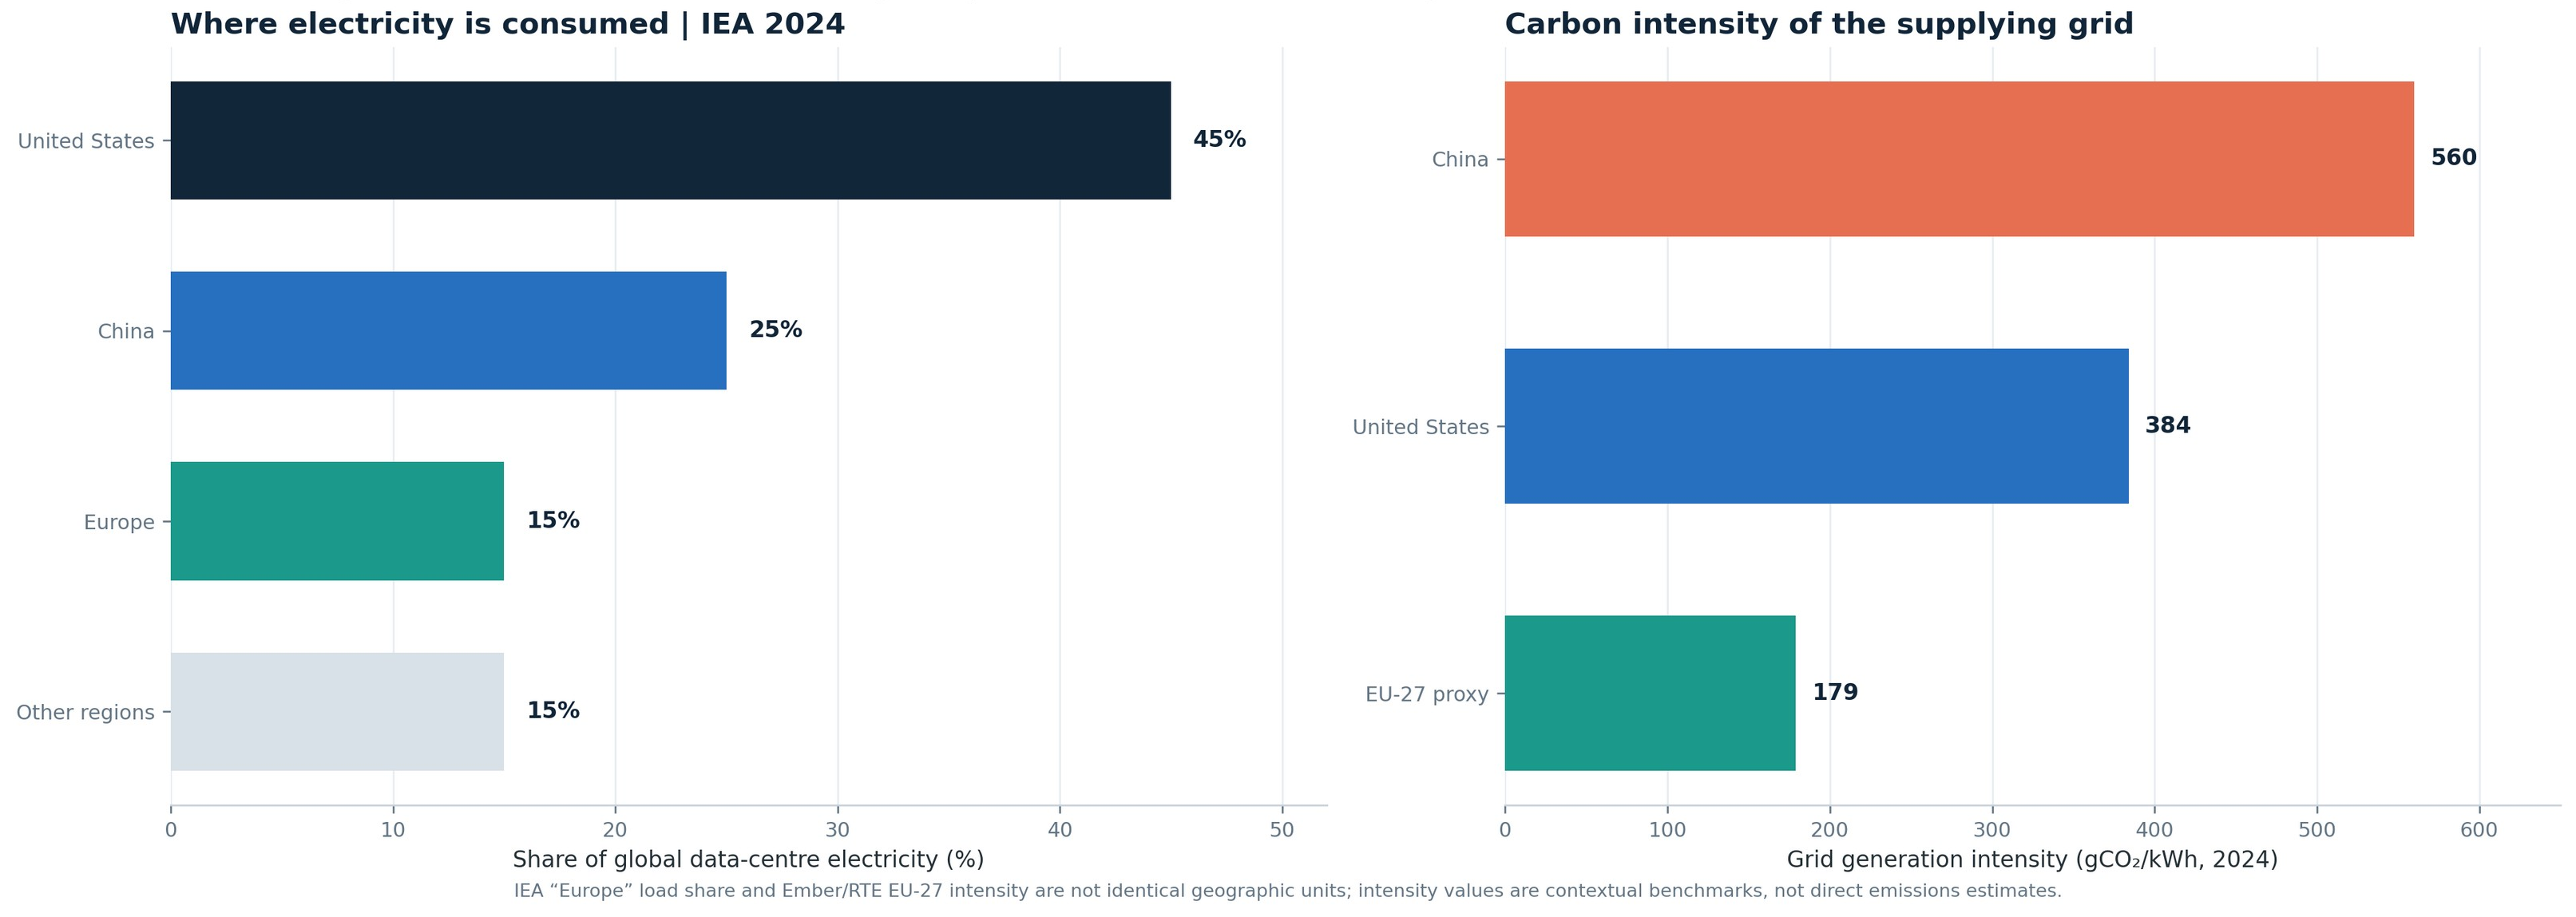 Where electricity is consumed | IEA 2024
United States
45%
China
25%
Europe
15%
Other regions
15%
0 10 20 30 40 50
Share of global data-centre electricity (%)
Carbon intensity of the supplying grid
China
560
United States
384
EU-27 proxy
179
0 100 200 300 400 500 600
Grid generation intensity (gCO₂/kWh, 2024)
IEA “Europe” load share and Ember/RTE EU-27 intensity are not identical geographic units; intensity values are contextual benchmarks, not direct emissions estimates.